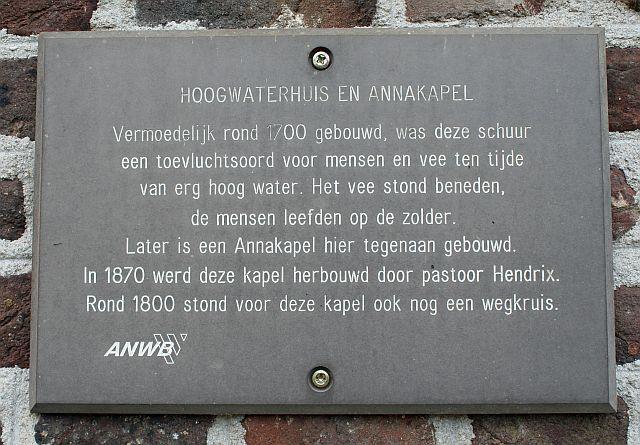 HOOGWATERHUIS EN ANNAKAPEL
Vermoedelijk rond 1700 gebouwd, was deze schuur
een toevluchtsoord voor mensen en vee ten tijde
van erg hoog water. Het vee stond beneden,
de mensen leefden op de zolder.
Later is een Annakapel hier tegenaan gebouwd.
In 1870 werd deze kapel herbouwd door pastoor Hendrix.
Rond 1800 stond voor deze kapel ook nog een wegkruis.
ANWB